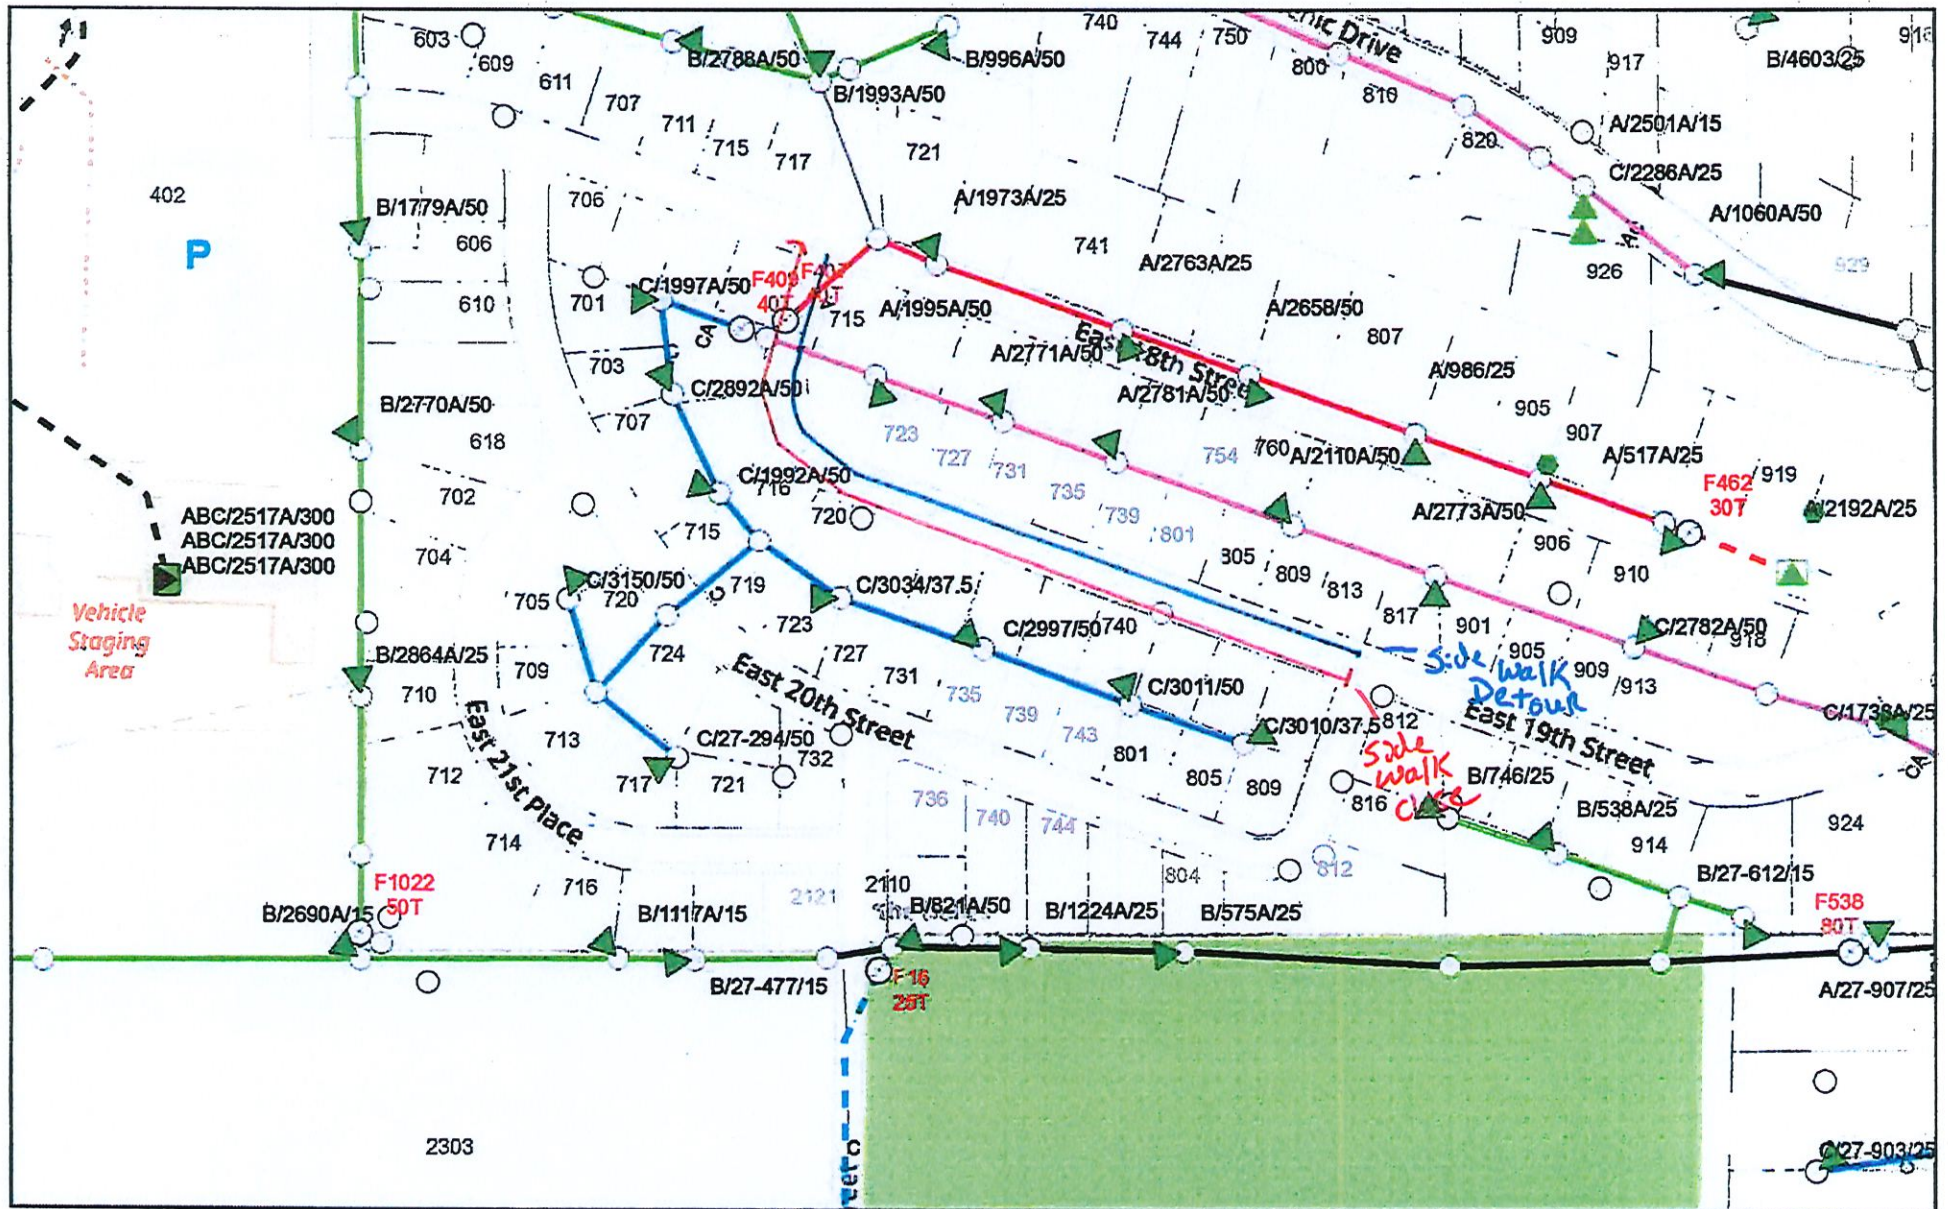 740
744
750
909
917
603
609
611
707
711
715
717
721
B/2788A/50
B/996A/50
B/1993A/50
Drive
800
810
820
B/4603/25
A/2501A/15
C/2286A/25
A/1060A/50
926
929
402
P
B/1779A/50
606
610
706
701
703
707
C/1997A/50
CA
F409
40T
715
A/1973A/25
741
A/2763A/25
A/1995A/50
A/2658/50
807
East 18th Street
A/2771A/50
A/2781A/50
A/986/25
905
907
A/517A/25
919
F462
30T
A/2192A/25
B/2770A/50
618
C/2892A/50
C/1992A/50
716
720
723
727
731
735
739
801
754
760
A/2110A/50
A/2773A/50
906
910
702
704
ABC/2517A/300
ABC/2517A/300
ABC/2517A/300
Vehicle
Staging
Area
715
719
C/3150/50
705
720
C
C/3034/37.5
723
727
731
735
739
743
801
805
809
C/2997/50
740
805
809
813
817
901
905
909
913
918
C/2782A/50
C/1738A/25
CA
Side walk
Detour
C/3011/50
C/3010/37.5
812
East 19th Street
Side
walk
close
B/2864A/25
710
709
724
713
712
717
721
732
C/27-294/50
East 20th Street
East 21st Place
714
716
736
740
744
804
812
816
B/746/25
B/538A/25
914
924
B/27-612/15
F1022
50T
B/2690A/15
B/1117A/15
2121
2110
B/821A/50
B/1224A/25
B/575A/25
F538
80T
B/27-477/15
F16
25T
A/27-907/25
2303
C/27-903/25